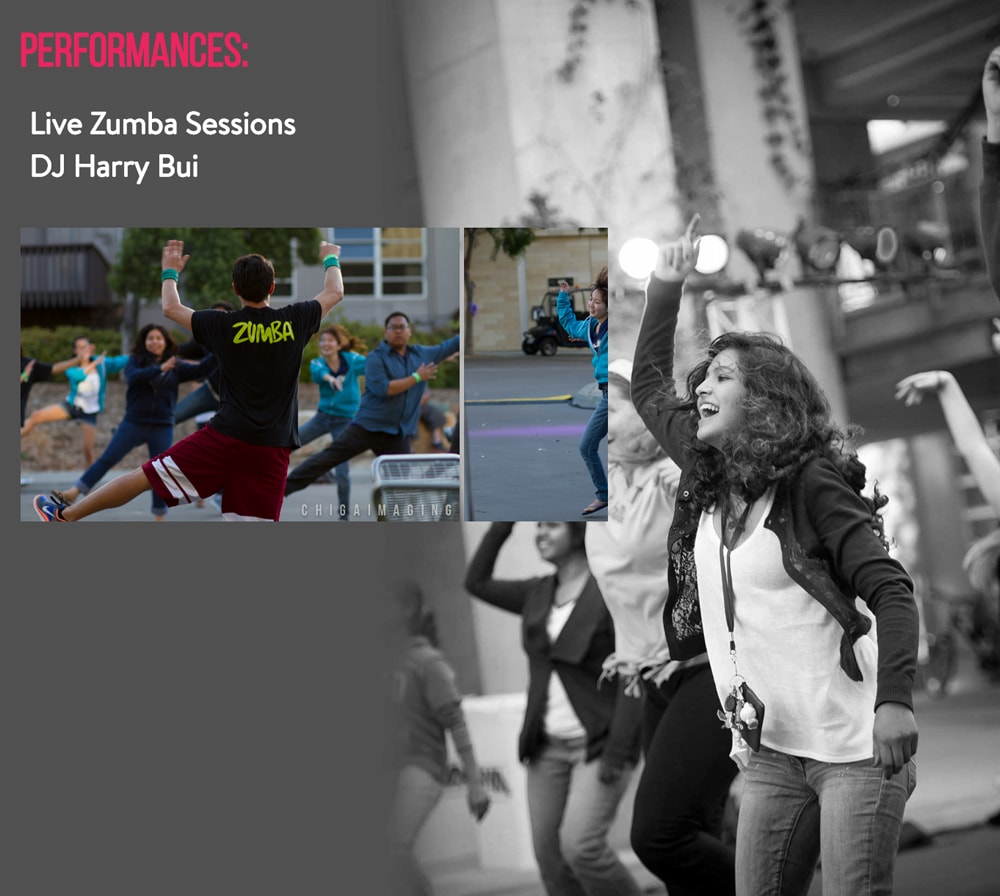 PERFORMANCES:
Live Zumba Sessions
DJ Harry Bui
ZUMBA
CHIGAIMAGING